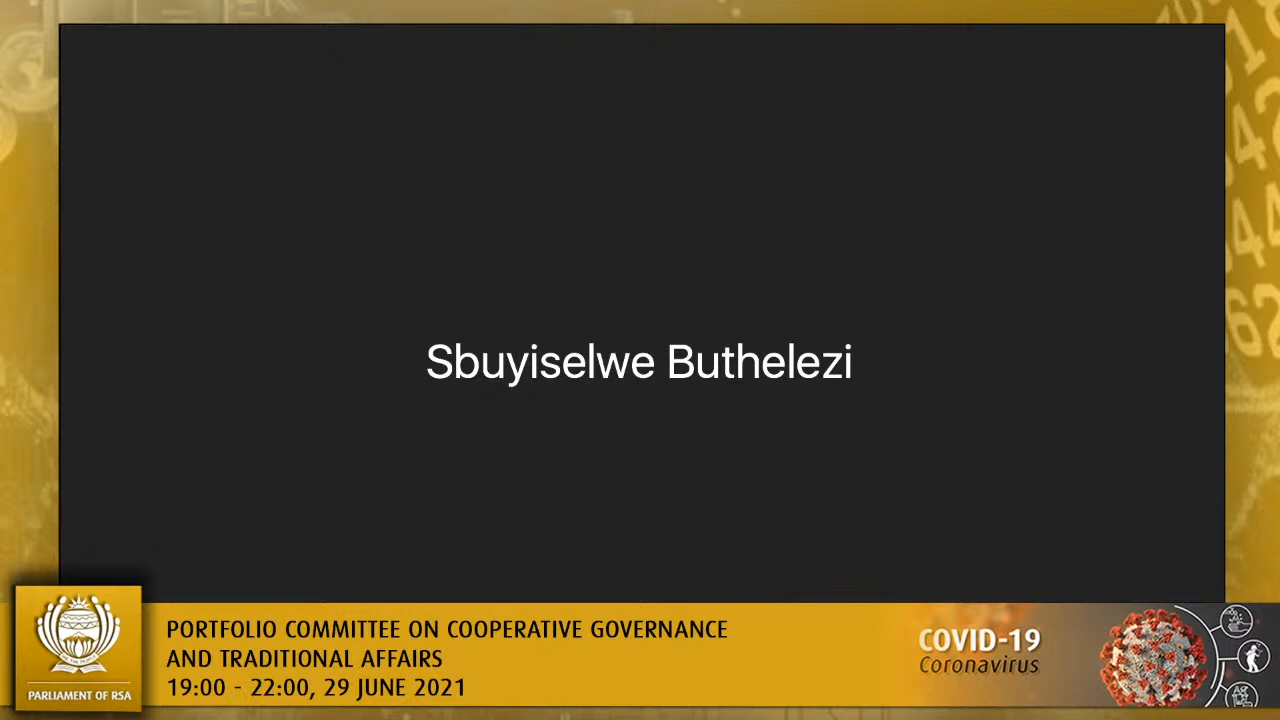 Sbuyiselwe Buthelezi
PORTFOLIO COMMITTEE ON COOPERATIVE GOVERNANCE
AND TRADITIONAL AFFAIRS
19:00 - 22:00, 29 JUNE 2021
PARLIAMENT OF RSA
COVID-19
Coronavirus